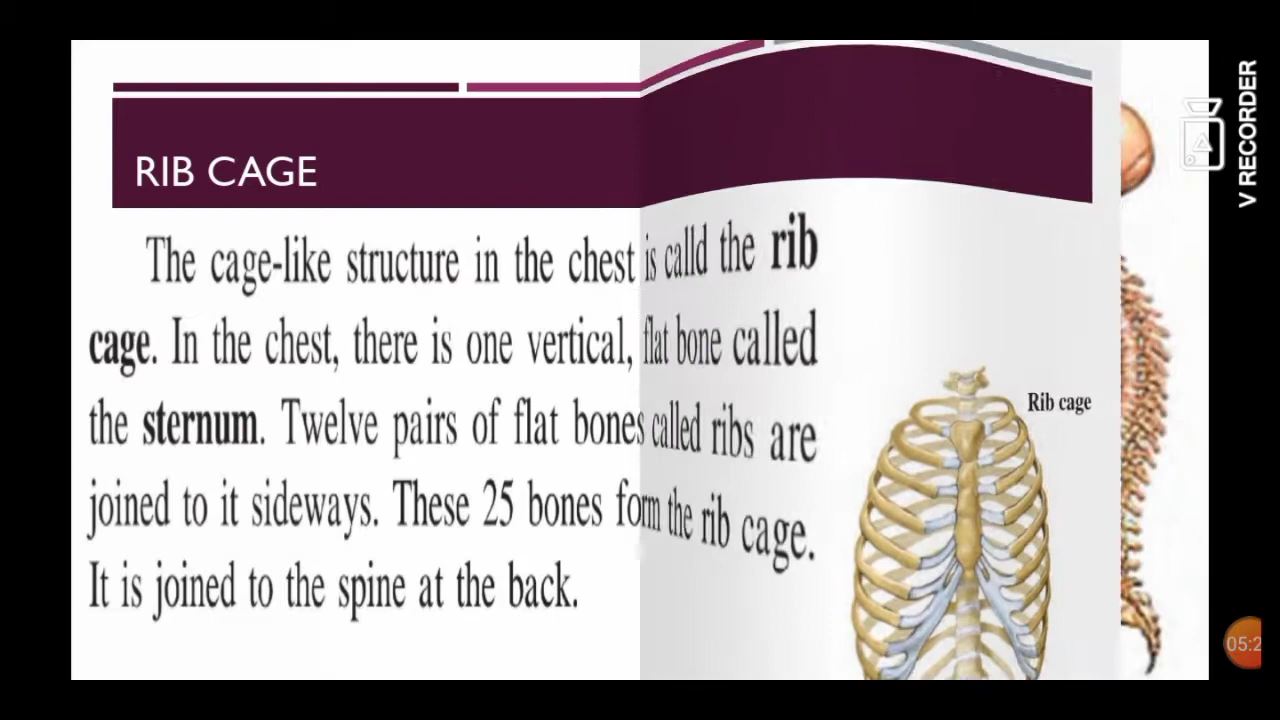 RIB CAGE
The cage-like structure in the chest is calld the rib
cage. In the chest, there is one vertical, flat bone called
the sternum. Twelve pairs of flat bones called ribs are
joined to it sideways. These 25 bones form the rib cage.
It is joined to the spine at the back.
Rib cage
V RECORDER
05:2